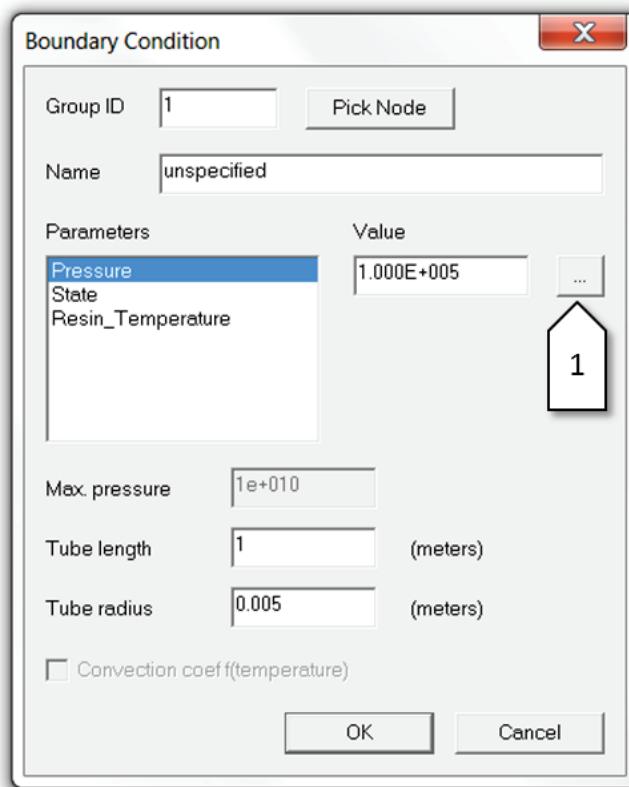 Boundary Condition
Group ID 1 Pick Node
Name unspecified
Parameters Value
Pressure 1.000E+005 ...
State
Resin_Temperature
1
Max. pressure 1e+010
Tube length 1 (meters)
Tube radius 0.005 (meters)
Convection coef f(temperature)
OK Cancel